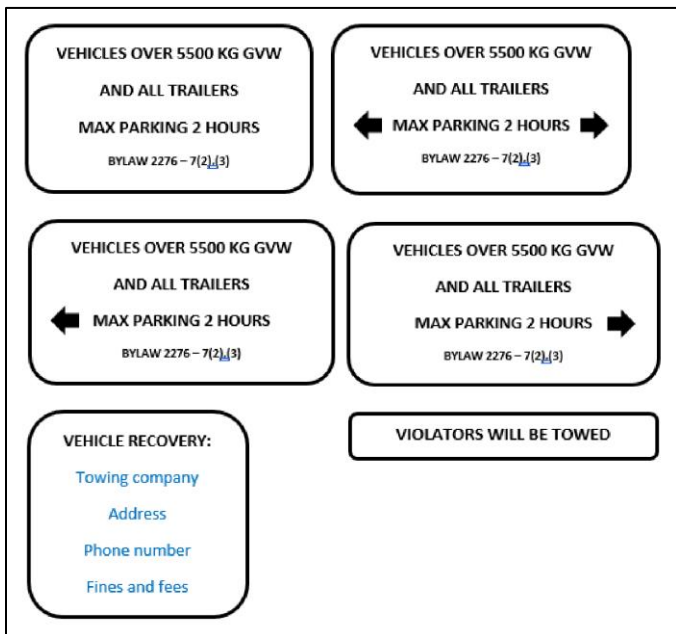 VEHICLES OVER 5500 KG GVW
AND ALL TRAILERS
MAX PARKING 2 HOURS
BYLAW 2276 – 7(2),(3)
VEHICLES OVER 5500 KG GVW
AND ALL TRAILERS
MAX PARKING 2 HOURS
BYLAW 2276 – 7(2),(3)
VEHICLES OVER 5500 KG GVW
AND ALL TRAILERS
MAX PARKING 2 HOURS
BYLAW 2276 – 7(2),(3)
VEHICLES OVER 5500 KG GVW
AND ALL TRAILERS
MAX PARKING 2 HOURS
BYLAW 2276 – 7(2),(3)
VEHICLE RECOVERY:
Towing company
Address
Phone number
Fines and fees
VIOLATORS WILL BE TOWED